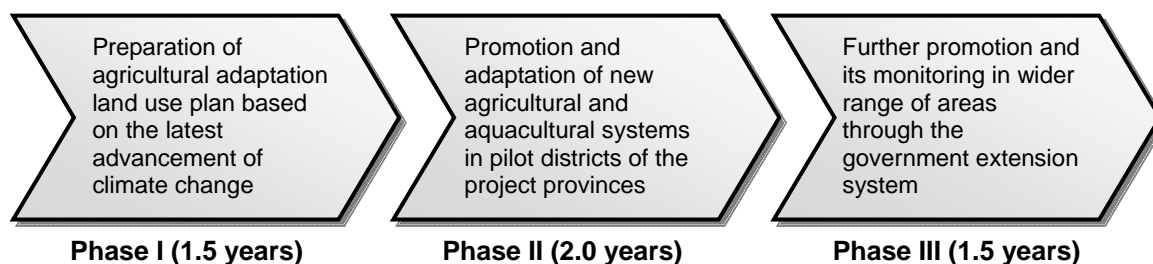 Preparation of
agricultural adaptation
land use plan based
on the latest
advancement of
climate change
Phase I (1.5 years)
Promotion and
adaptation of new
agricultural and
aquacultural systems
in pilot districts of the
project provinces
Phase II (2.0 years)
Further promotion and
its monitoring in wider
range of areas
through the
government extension
system
Phase III (1.5 years)